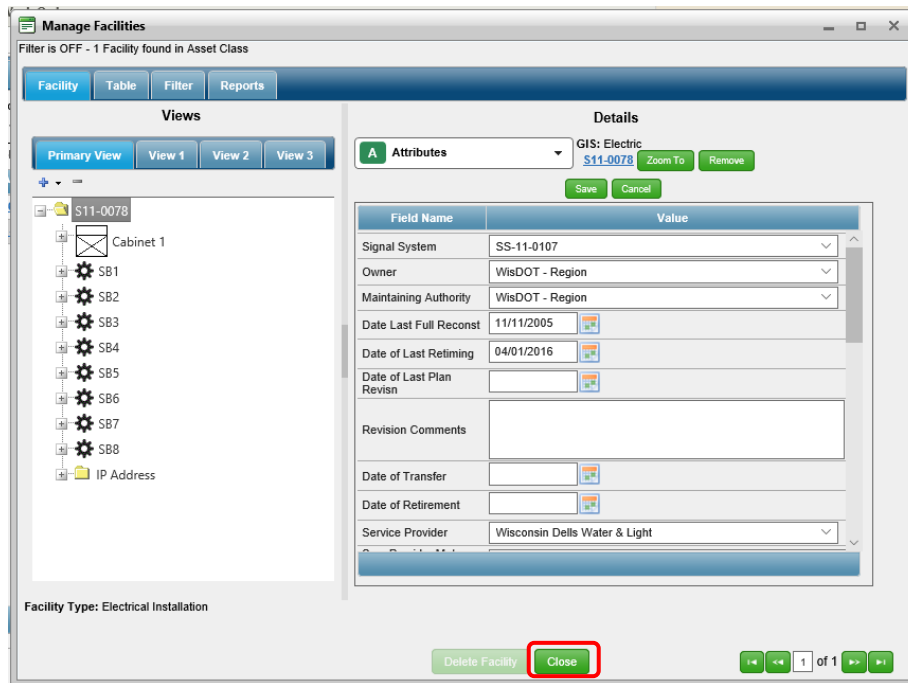 Manage Facilities
Filter is OFF - 1 Facility found in Asset Class
Facility Table Filter Reports
Views
Primary View View 1 View 2 View 3
S11-0078
Cabinet 1
SB1
SB2
SB3
SB4
SB5
SB6
SB7
SB8
IP Address
Facility Type: Electrical Installation
Details
A Attributes
GIS: Electric
S11-0078 Zoom To Remove
Save Cancel
Field Name Value
Signal System SS-11-0107
Owner WisDOT - Region
Maintaining Authority WisDOT - Region
Date Last Full Reconst 11/11/2005
Date of Last Retiming 04/01/2016
Date of Last Plan
Revisn
Revision Comments
Date of Transfer
Date of Retirement
Service Provider Wisconsin Dells Water & Light
Delete Facility Close
1 of 1